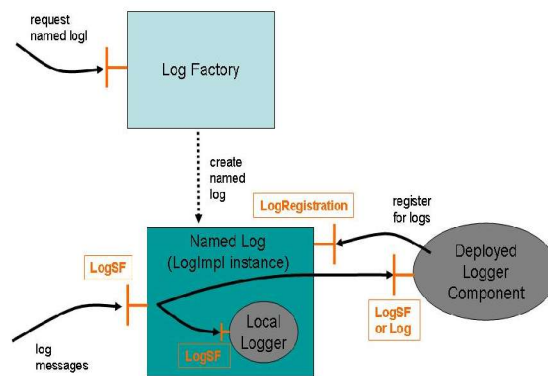 request
named logl
Log Factory
create
named
log
LogRegistration
register
for logs
Named Log
(LogImpl instance)
LogSF
Deployed
Logger
Component
LogSF
or Log
Local
Logger
LogSF
log
messages